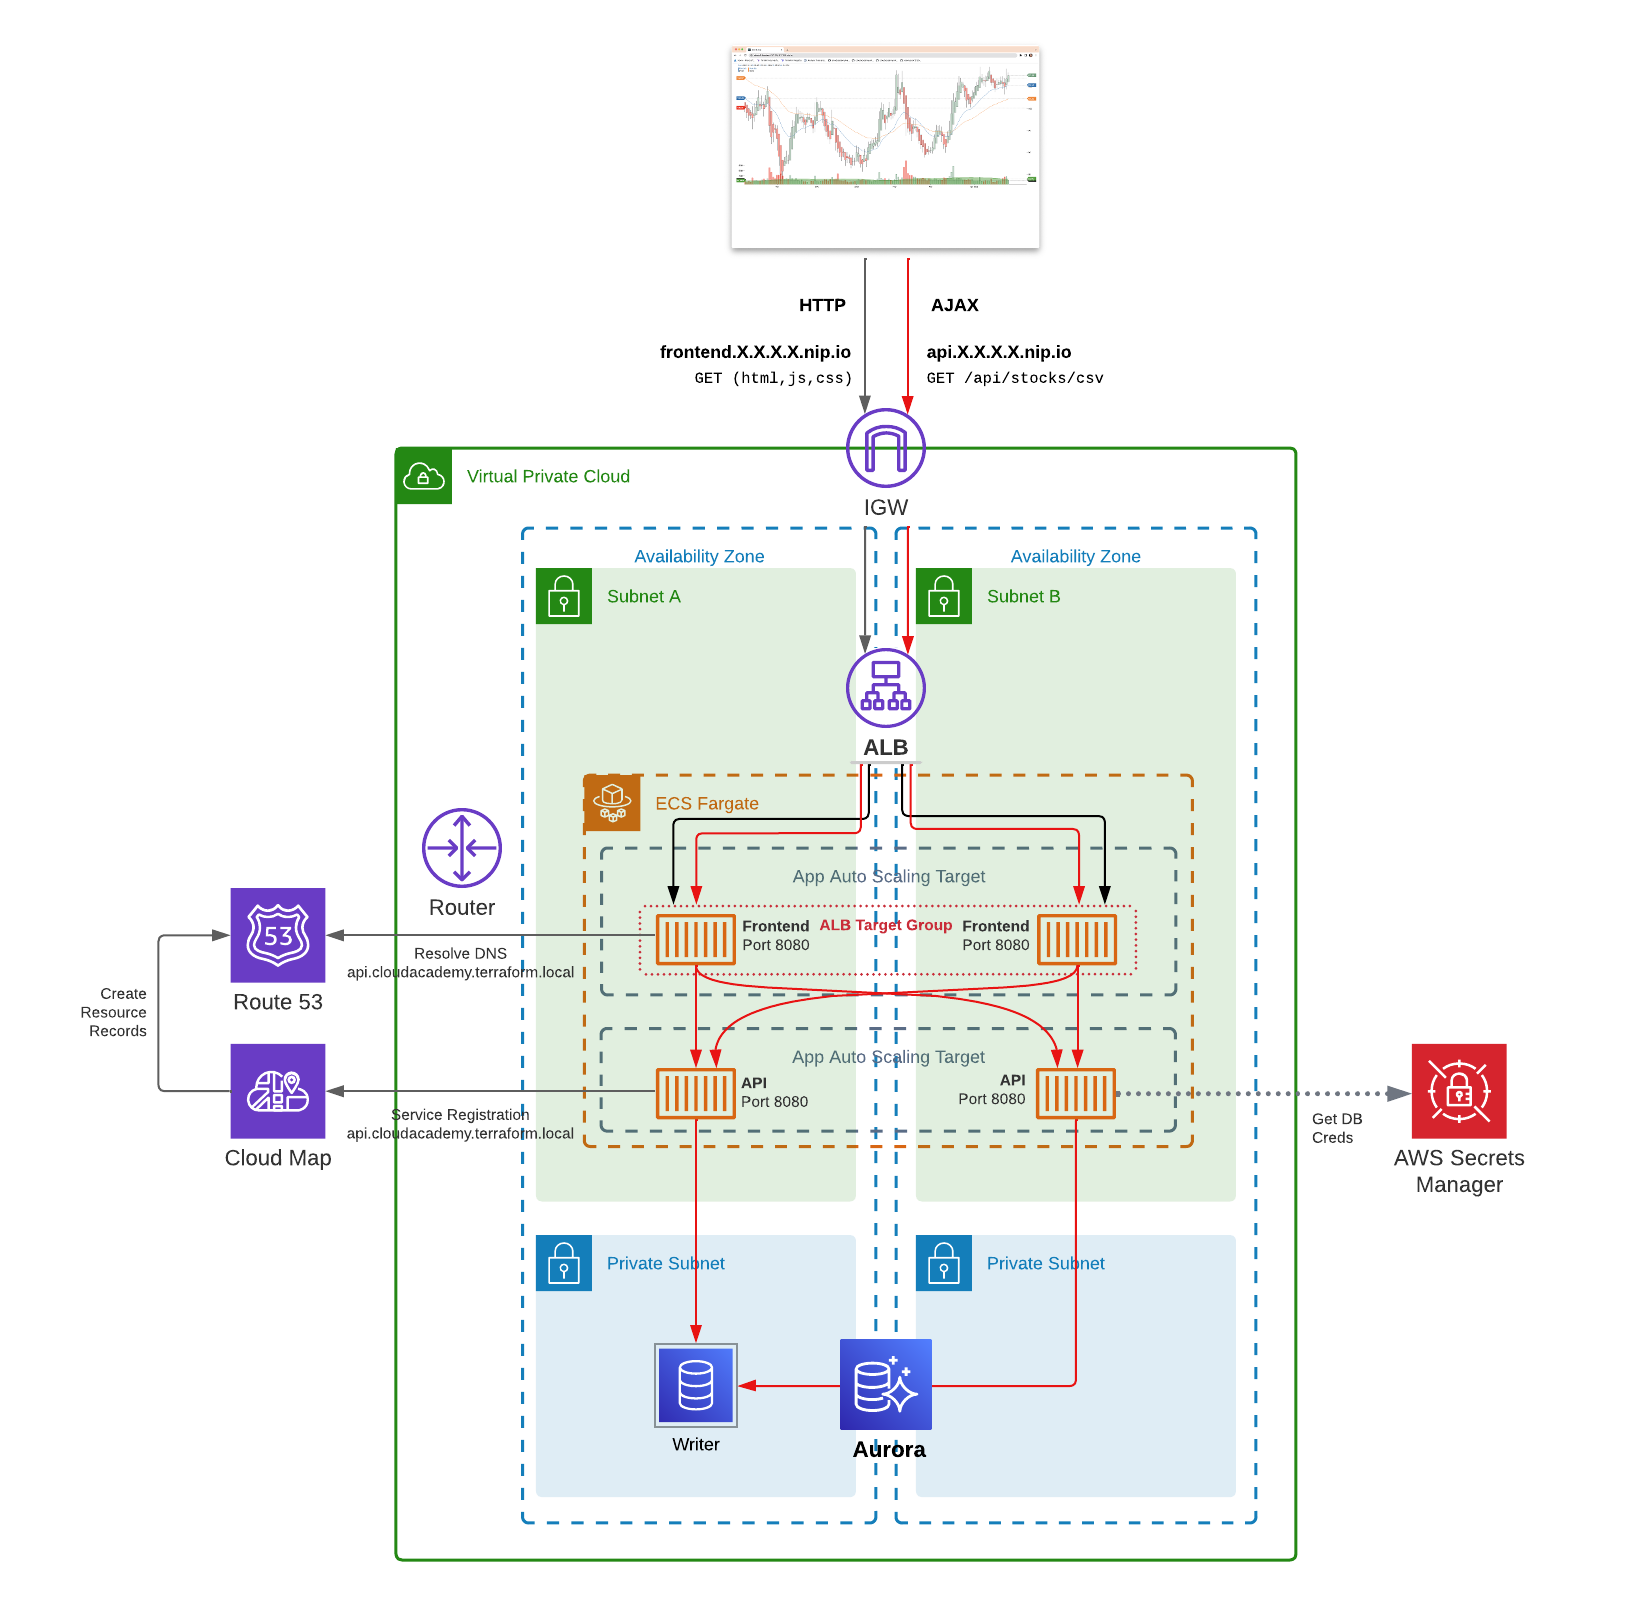 HTTP
AJAX
frontend.X.X.X.X.nip.io
api.X.X.X.X.nip.io
GET (html,js,css)
GET /api/stocks/csv
Virtual Private Cloud
IGW
Availability Zone
Availability Zone
Subnet A
Subnet B
ALB
ECS Fargate
App Auto Scaling Target
Router
Frontend
Port 8080
ALB Target Group
Frontend
Port 8080
53
Resolve DNS
api.cloudacademy.terraform.local
Route 53
Create
Resource
Records
App Auto Scaling Target
API
Port 8080
API
Port 8080
Service Registration
api.cloudacademy.terraform.local
Cloud Map
Get DB
Creds
AWS Secrets
Manager
Private Subnet
Private Subnet
Writer
Aurora